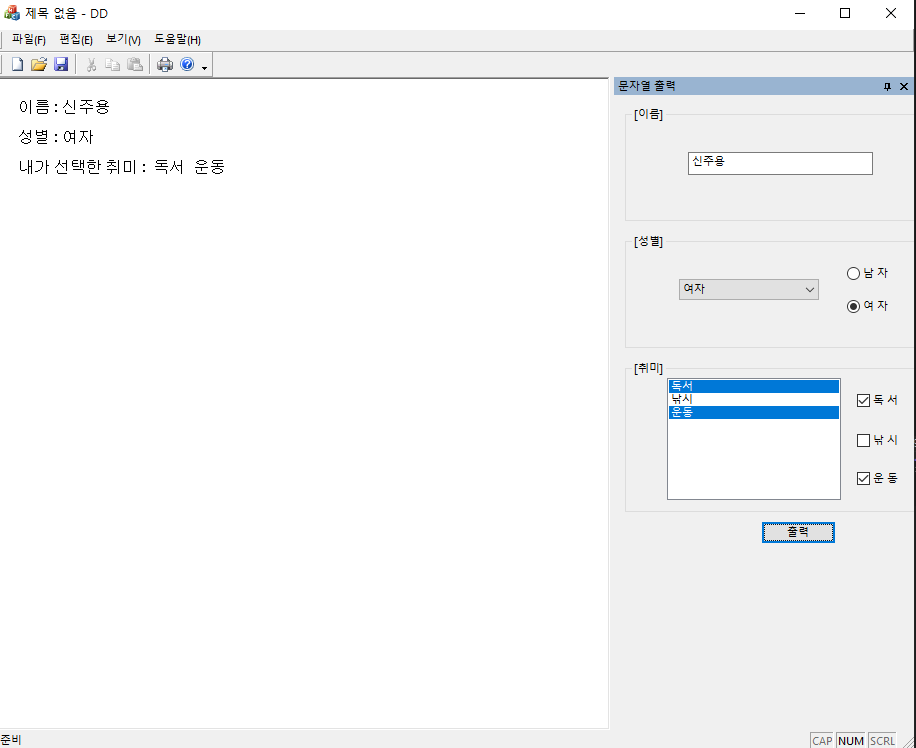 제목 없음 - DD
파일(F) 편집(E) 보기(V) 도움말(H)
이름 : 신주용
성별 : 여자
내가 선택한 취미 : 독서 운동
문자열 출력
[이름]
신주용
[성별]
여자
남 자
여 자
[취미]
독서
낚시
운동
독 서
낚 시
운 동
출력
준비
CAP NUM SCRL